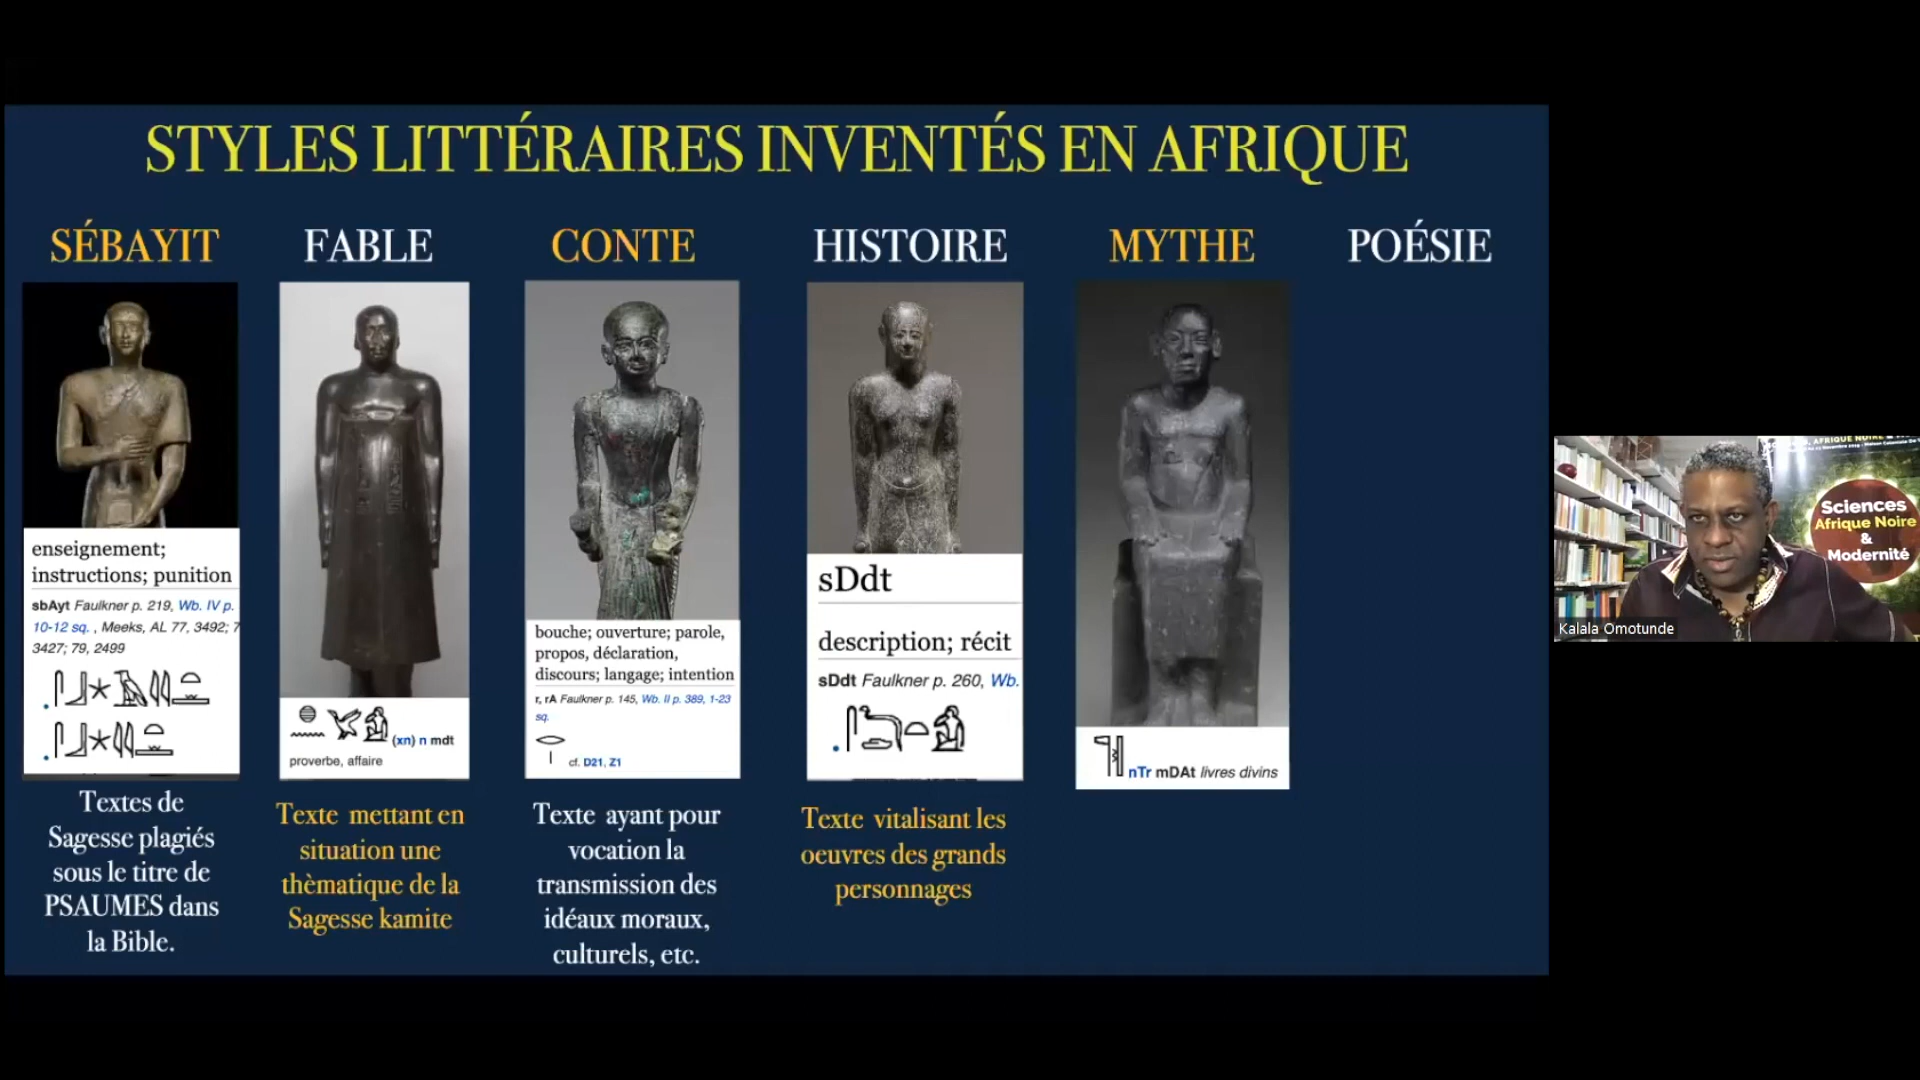 STYLES LITTÉRAIRES INVENTÉS EN AFRIQUE
SÉBAYIT
enseignement;
instructions; punition
sbAyt Faulkner p. 219, Wb. IV p.
10-12 sq. , Meeks, AL 77, 3492; 7
3427; 79, 2499
Textes de
Sagesse plagiés
sous le titre de
PSAUMES dans
la Bible.
FABLE
(xn) n mdt
proverbe, affaire
Texte mettant en
situation une
thèmatique de la
Sagesse kamite
CONTE
bouche; ouverture; parole,
propos, déclaration,
discours; langage; intention
r, rA Faulkner p. 145, Wb. II p. 389, 1-23
sq.
cf. D21, Z1
Texte ayant pour
vocation la
transmission des
idéaux moraux,
culturels, etc.
HISTOIRE
sDdt
description; récit
sDdt Faulkner p. 260, Wb.
Texte vitalisant les
oeuvres des grands
personnages
MYTHE
nTr mDAt livres divins
POÉSIE
AFRIQUE NOIRE
Sciences
Afrique Noire
&
Modernité
Kalala Omotunde